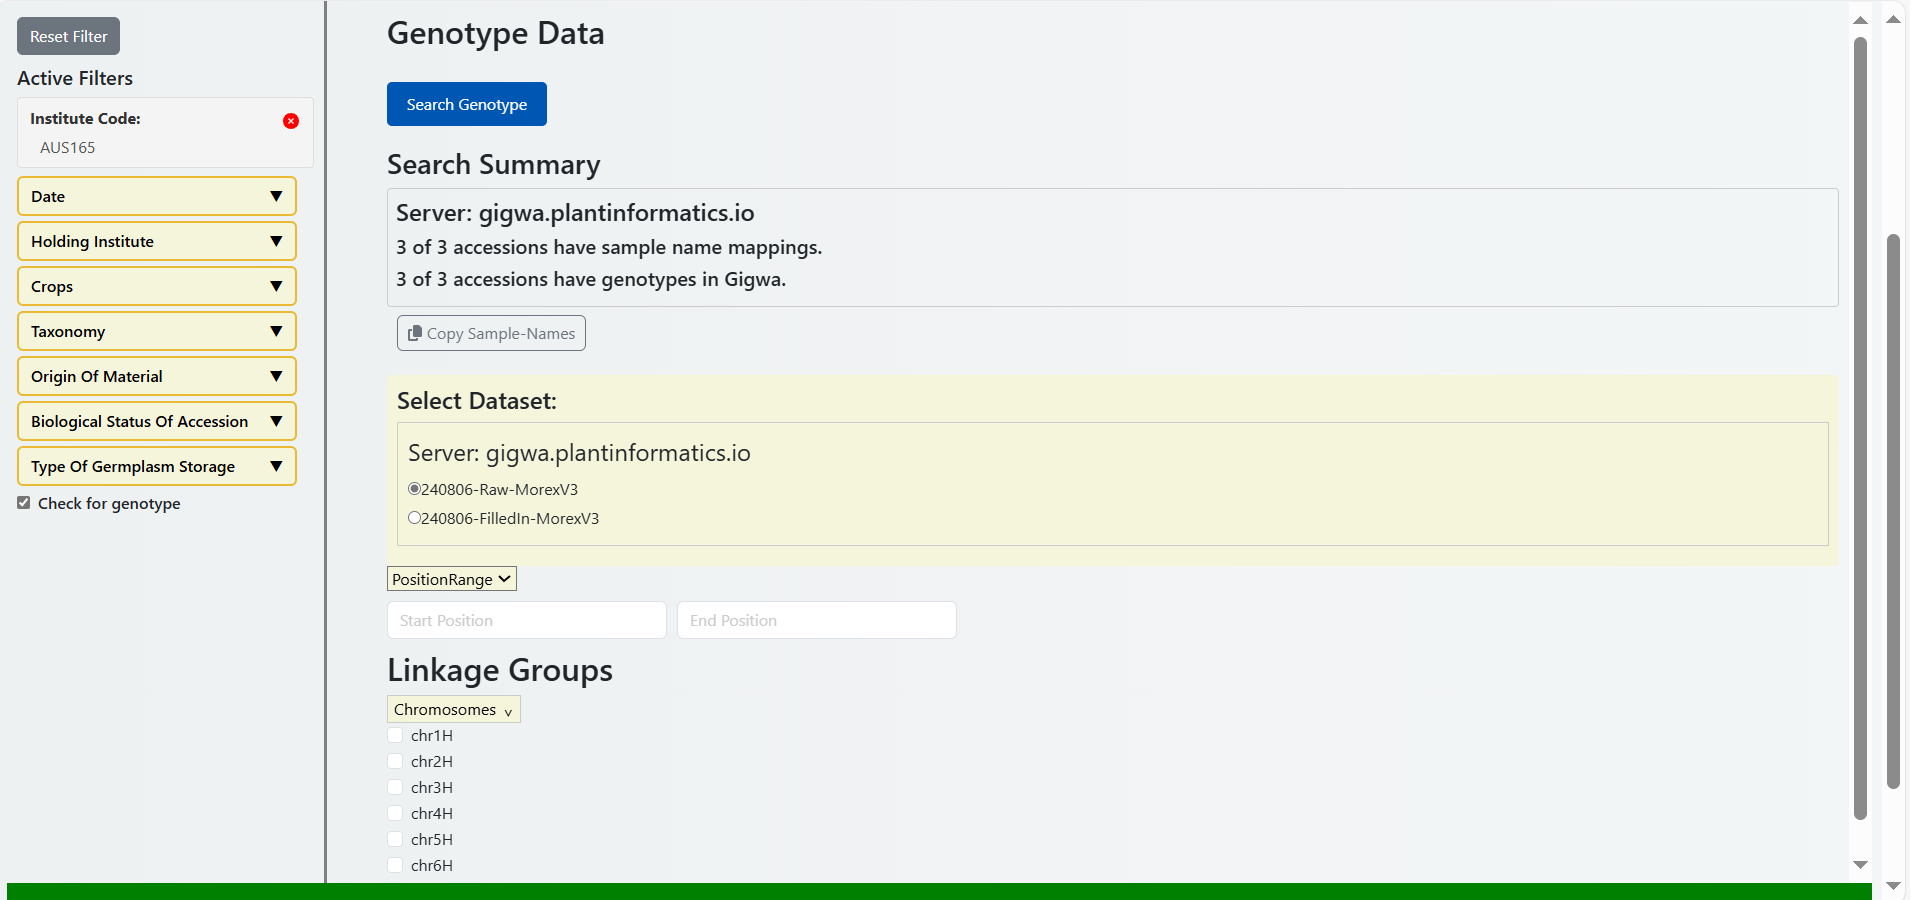 Reset Filter
Active Filters
Institute Code:
AUS165
Date
Holding Institute
Crops
Taxonomy
Origin Of Material
Biological Status Of Accession
Type Of Germplasm Storage
Check for genotype
Genotype Data
Search Genotype
Search Summary
Server: gigwa.plantinformatics.io
3 of 3 accessions have sample name mappings.
3 of 3 accessions have genotypes in Gigwa.
Copy Sample-Names
Select Dataset:
Server: gigwa.plantinformatics.io
240806-Raw-MorexV3
240806-FilledIn-MorexV3
PositionRange
Start Position End Position
Linkage Groups
Chromosomes
chr1H
chr2H
chr3H
chr4H
chr5H
chr6H